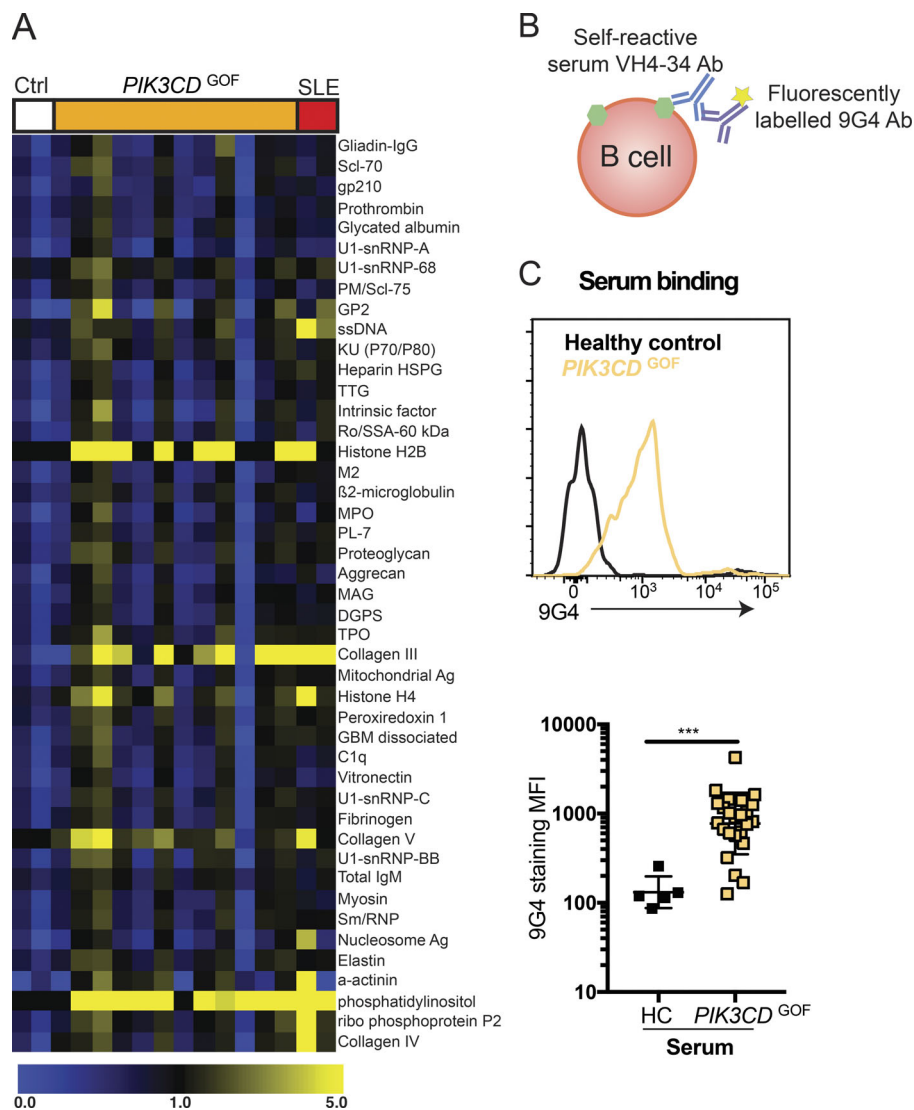 A
Ctrl
PIK3CD GOF
SLE
Gliadin-IgG
Scl-70
gp210
Prothrombin
Glycated albumin
U1-snRNP-A
U1-snRNP-68
PM/Scl-75
GP2
ssDNA
KU (P70/P80)
Heparin HSPG
TTG
Intrinsic factor
Ro/SSA-60 kDa
Histone H2B
M2
ß2-microglobulin
MPO
PL-7
Proteoglycan
Aggrecan
MAG
DGPS
TPO
Collagen III
Mitochondrial Ag
Histone H4
Peroxiredoxin 1
GBM dissociated
C1q
Vitronectin
U1-snRNP-C
Fibrinogen
Collagen V
U1-snRNP-BB
Total IgM
Myosin
Sm/RNP
Nucleosome Ag
Elastin
a-actinin
phosphatidylinositol
ribo phosphoprotein P2
Collagen IV
0.0 1.0 5.0
B
Self-reactive
serum VH4-34 Ab
Fluorescently
labelled 9G4 Ab
B cell
C
Serum binding
Healthy control
PIK3CD GOF
0 10³ 10⁴ 10⁵
9G4
10000
1000
100
10
9G4 staining MFI
***
HC PIK3CD GOF
Serum